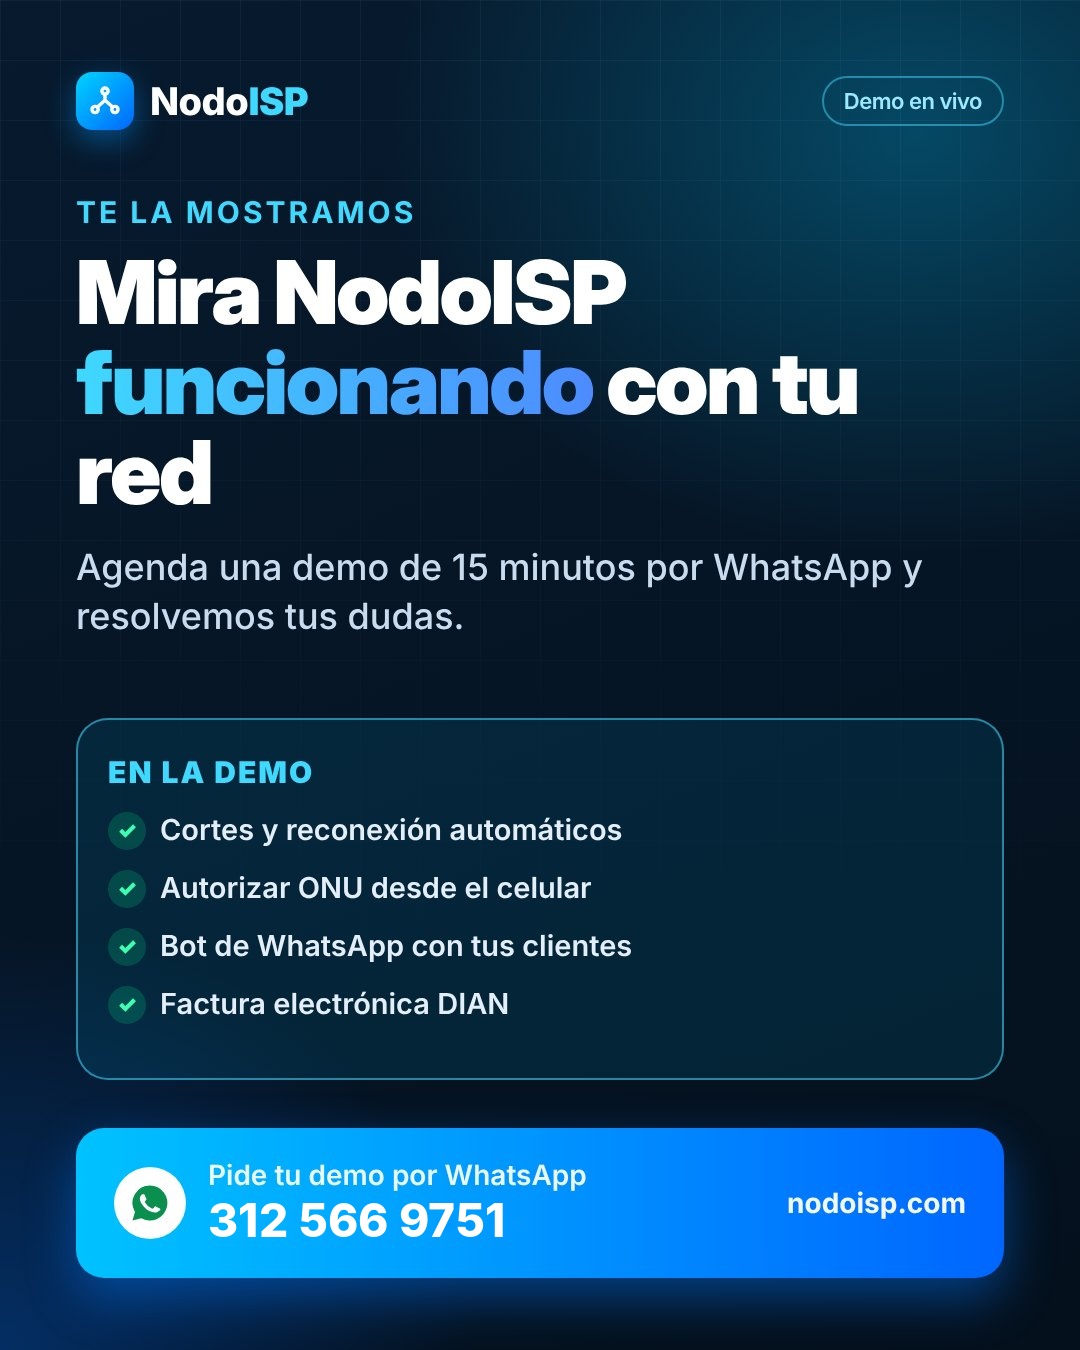 NodoISP
Demo en vivo
TE LA MOSTRAMOS
Mira NodoISP
funcionando con tu
red
Agenda una demo de 15 minutos por WhatsApp y
resolvemos tus dudas.
EN LA DEMO
Cortes y reconexión automáticos
Autorizar ONU desde el celular
Bot de WhatsApp con tus clientes
Factura electrónica DIAN
Pide tu demo por WhatsApp
312 566 9751
nodoisp.com